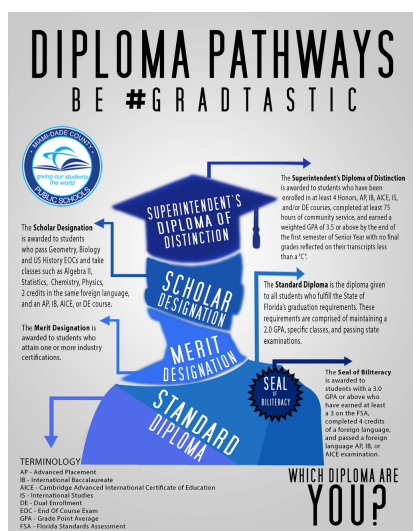 DIPLOMA PATHWAYS
BE #GRADTASTIC
MIAMI-DADE COUNTY
giving our students
the world
PUBLIC SCHOOLS
SUPERINTENDENT'S
DIPLOMA OF
DISTINCTION
The Superintendent's Diploma of Distinction
is awarded to students who have been
enrolled in at least 4 Honors, AP, IB, AICE, IS,
and/or DE courses, completed at least 75
hours of community service, and earned a
weighted GPA of 3.5 or above by the end of
the first semester of Senior Year with no final
grades reflected on their transcripts less
than a "C".
The Scholar Designation
is awarded to students
who pass Geometry, Biology
and US History EOCs and take
classes such as Algebra II,
Statistics, Chemistry, Physics,
2 credits in the same foreign language,
and an AP, IB, AICE, or DE course.
SCHOLAR
DESIGNATION
The Standard Diploma is the diploma given
to all students who fulfill the State of
Florida's graduation requirements. These
requirements are comprised of maintaining a
2.0 GPA, specific classes, and passing state
examinations.
The Merit Designation is
awarded to students who
attain one or more industry
certifications.
MERIT
DESIGNATION
SEAL
OF
BILITERACY
The Seal of Biliteracy
is awarded to
students with a 3.0
GPA or above who
have earned at least
a 3 on the FSA,
completed 4 credits
of a foreign language,
and passed a foreign
language AP, IB, or
AICE examination.
STANDARD
DIPLOMA
TERMINOLOGY
AP - Advanced Placement
IB - International Baccalaureate
AICE - Cambridge Advanced International Certificate of Education
IS - International Studies
DE - Dual Enrollment
EOC - End Of Course Exam
GPA - Grade Point Average
FSA - Florida Standards Assessment
WHICH DIPLOMA ARE
YOU?